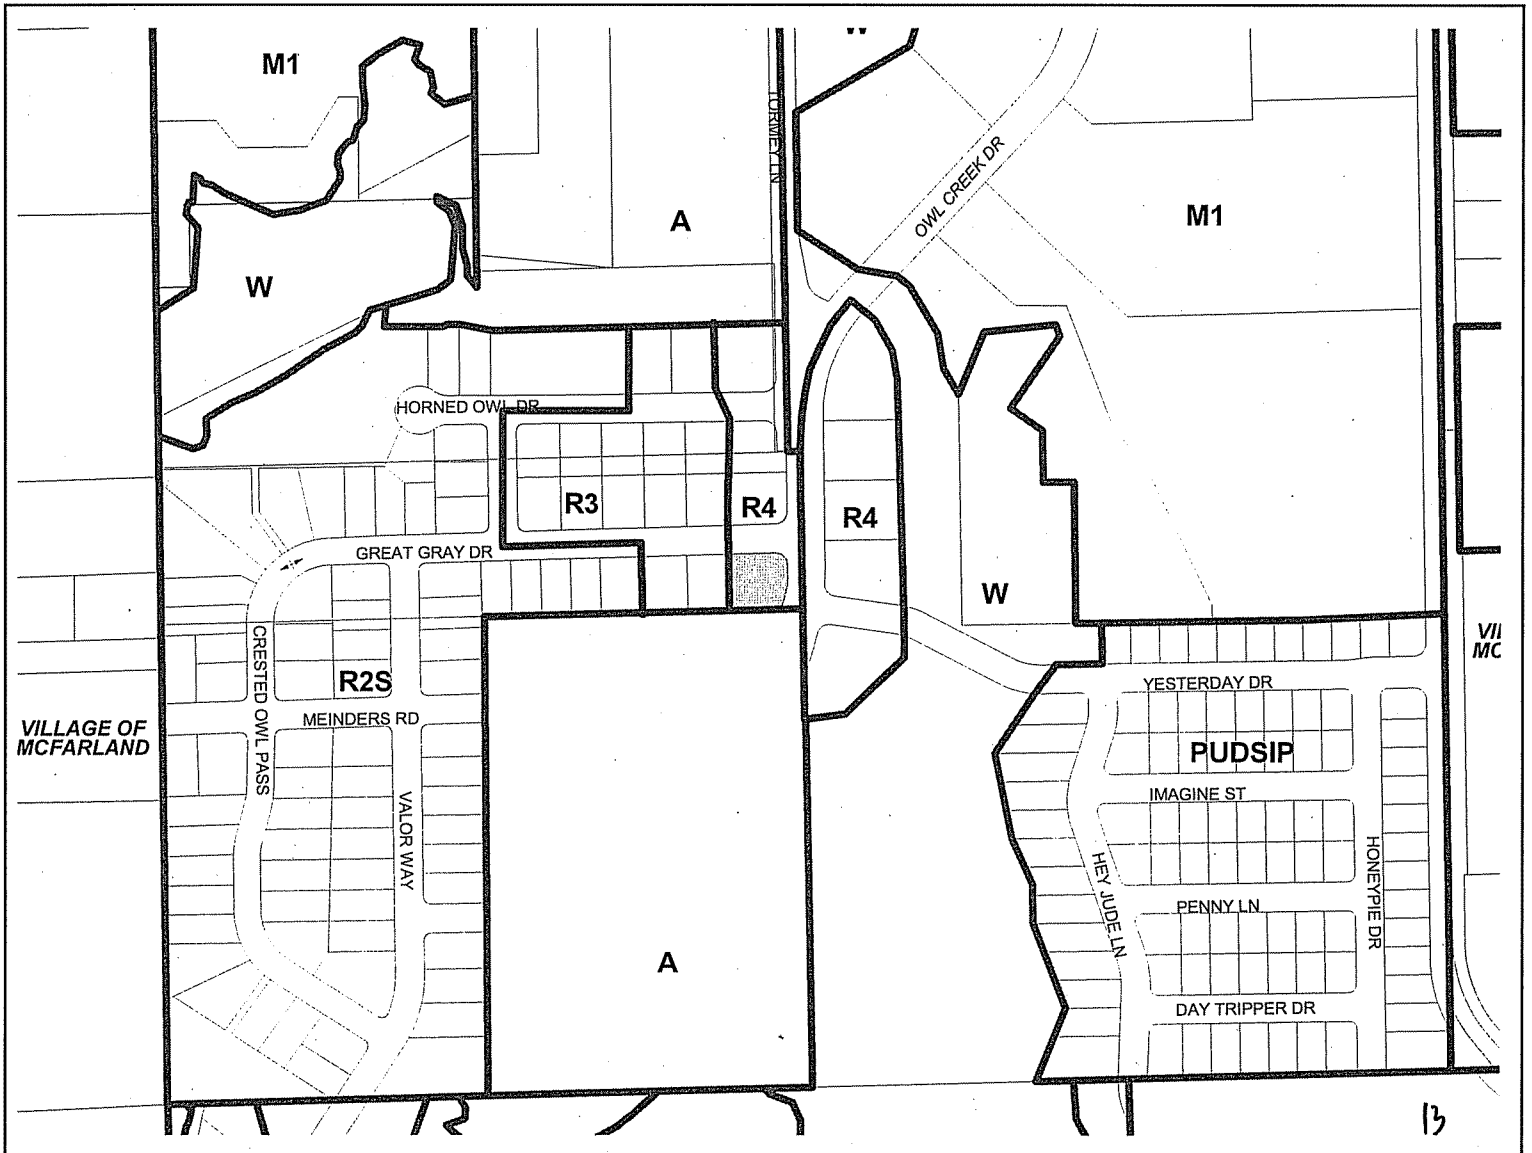 M1
TORMEY LN
OWL CREEK DR
A
M1
W
HORNED OWL DR
R3
R4
R4
GREAT GRAY DR
W
CRESTED OWL PASS
R2S
MEINDERS RD
VILLAGE OF
MCFARLAND
YESTERDAY DR
PUDSIP
IMAGINE ST
VALOR WAY
HEY JUDE LN
HONEYPIE DR
PENNY LN
A
DAY TRIPPER DR
13